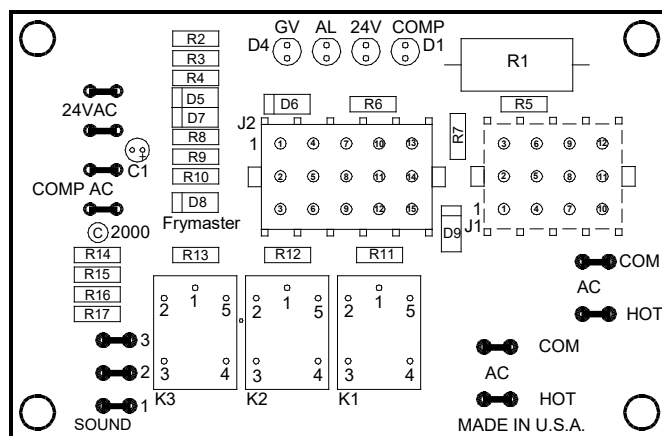 GV AL 24V COMP
D4 D1
R2
R3
R4
D5
D7
R8
R9
R10
D8
Frymaster
24VAC
COMP AC
C1
+
© 2000
R14
R15
R16
R17
3
2
1
SOUND
D6 R6
J2
1
1 4 7 10 13
2 5 8 11 14
3 6 9 12 15
R7
D9
R1
R5
3 6 9 12
2 5 8 11
1 4 7 10
1
J1
R13 R12 R11
1
2 5
3 4
K3
1
2 5
3 4
K2
1
2 5
3 4
K1
COM
AC
HOT
COM
AC
HOT
MADE IN U.S.A.